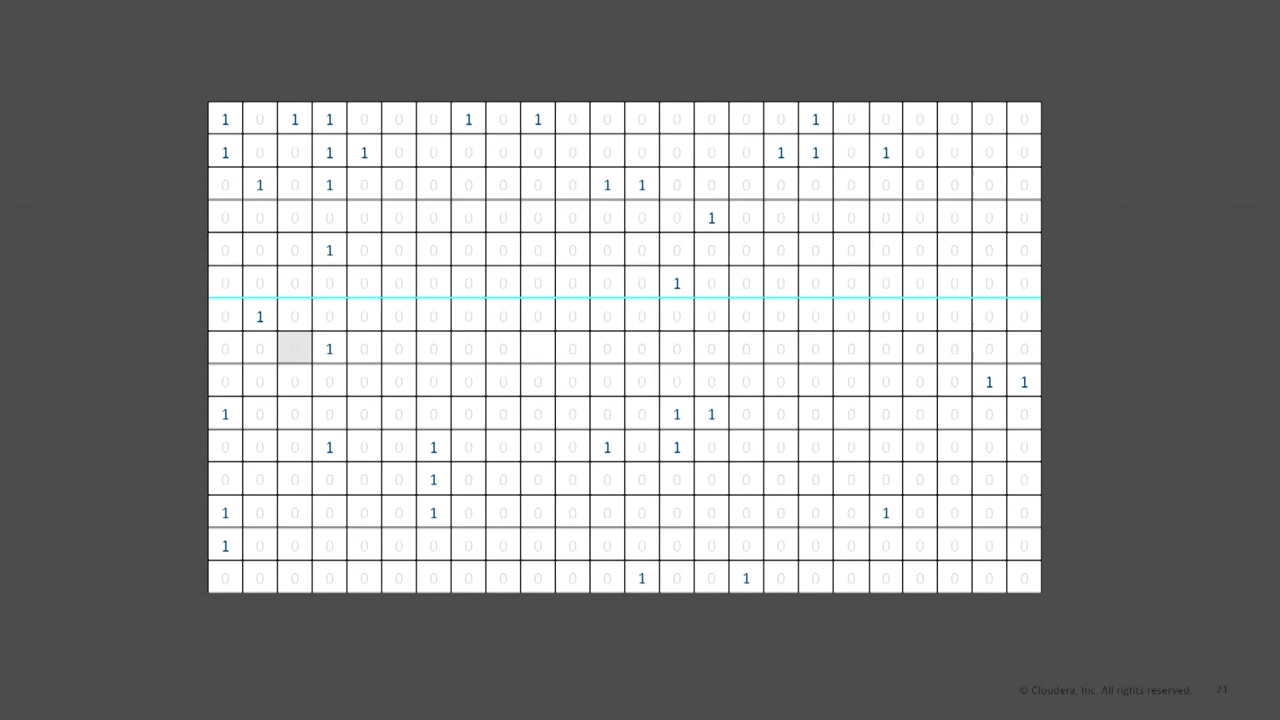 1 0 1 1 0 0 0 1 0 1 0 0 0 0 0 0 0 1 0 0 0 0 0 0
1 0 0 1 1 0 0 0 0 0 0 0 0 0 0 0 1 1 0 1 0 0 0 0
0 1 0 1 0 0 0 0 0 0 0 1 1 0 0 0 0 0 0 0 0 0 0 0
0 0 0 0 0 0 0 0 0 0 0 0 0 0 1 0 0 0 0 0 0 0 0 0
0 0 0 1 0 0 0 0 0 0 0 0 0 0 0 0 0 0 0 0 0 0 0 0
0 0 0 0 0 0 0 0 0 0 0 0 0 1 0 0 0 0 0 0 0 0 0 0
0 1 0 0 0 0 0 0 0 0 0 0 0 0 0 0 0 0 0 0 0 0 0 0
0 0 1 0 0 0 0 0 0 0 0 0 0 0 0 0 0 0 0 0 0 0
0 0 0 0 0 0 0 0 0 0 0 0 0 0 0 0 0 0 0 0 0 0 1 1
1 0 0 0 0 0 0 0 0 0 0 0 0 1 1 0 0 0 0 0 0 0 0 0
0 0 0 1 0 0 1 0 0 0 0 1 0 1 0 0 0 0 0 0 0 0 0 0
0 0 0 0 0 0 1 0 0 0 0 0 0 0 0 0 0 0 0 0 0 0 0 0
1 0 0 0 0 0 1 0 0 0 0 0 0 0 0 0 0 0 0 1 0 0 0 0
1 0 0 0 0 0 0 0 0 0 0 0 0 0 0 0 0 0 0 0 0 0 0 0
0 0 0 0 0 0 0 0 0 0 0 0 1 0 0 1 0 0 0 0 0 0 0 0
© Cloudera, Inc. All rights reserved. 21